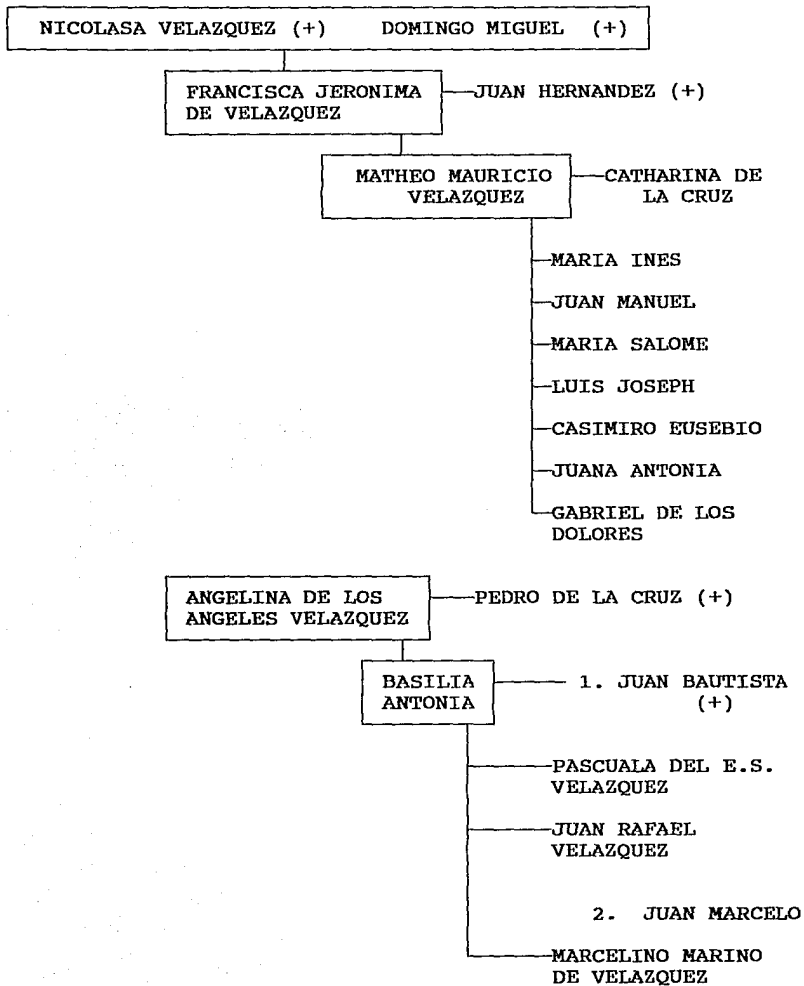 NICOLASA VELAZQUEZ (+) DOMINGO MIGUEL (+)
FRANCISCA JERONIMA
DE VELAZQUEZ
JUAN HERNANDEZ (+)
MATHEO MAURICIO
VELAZQUEZ
CATHARINA DE
LA CRUZ
MARIA INES
JUAN MANUEL
MARIA SALOME
LUIS JOSEPH
CASIMIRO EUSEBIO
JUANA ANTONIA
GABRIEL DE LOS
DOLORES
ANGELINA DE LOS
ANGELES VELAZQUEZ
PEDRO DE LA CRUZ (+)
BASILIA
ANTONIA
1. JUAN BAUTISTA
(+)
PASCUALA DEL E.S.
VELAZQUEZ
JUAN RAFAEL
VELAZQUEZ
2. JUAN MARCELO
MARCELINO MARINO
DE VELAZQUEZ